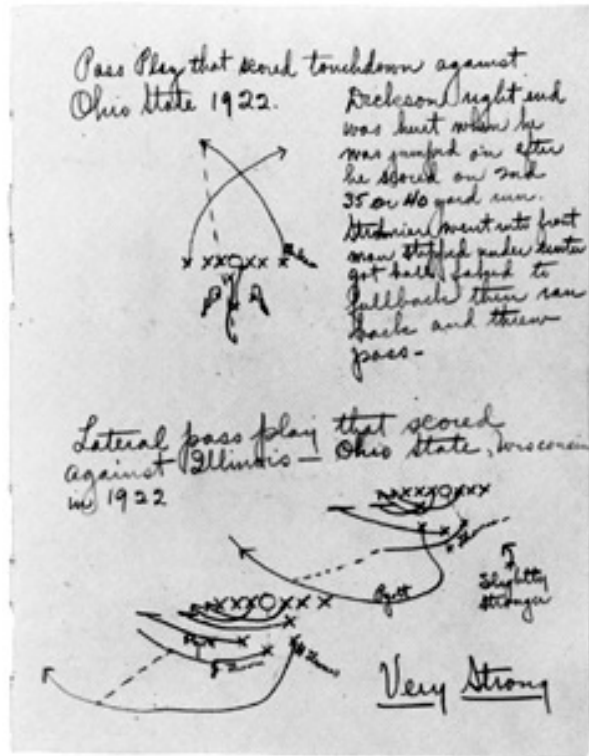 Pass Play that scored touchdown against
Ohio State 1922.
Dickson right end
was hurt when he
was jumped on after
he scored on 2nd
35 or 40 yard run.
went into front
man stepped under center
got ball faked to
fullback then ran
back and threw
pass-
Lateral pass play that scored
against Illinois — Ohio State, Wisconsin
in 1922
Pyott
Slightly
stronger
Very Strong